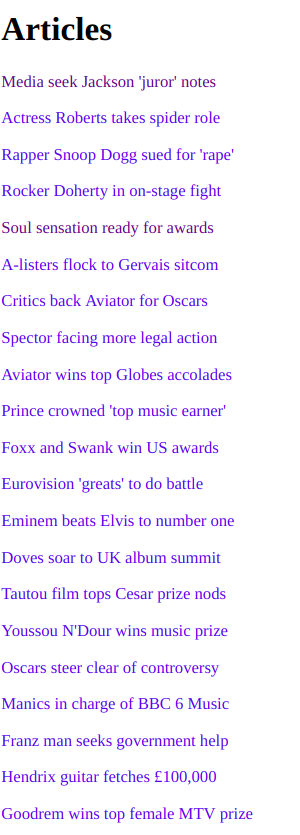 Articles
Media seek Jackson 'juror' notes
Actress Roberts takes spider role
Rapper Snoop Dogg sued for 'rape'
Rocker Doherty in on-stage fight
Soul sensation ready for awards
A-listers flock to Gervais sitcom
Critics back Aviator for Oscars
Spector facing more legal action
Aviator wins top Globes accolades
Prince crowned 'top music earner'
Foxx and Swank win US awards
Eurovision 'greats' to do battle
Eminem beats Elvis to number one
Doves soar to UK album summit
Tautou film tops Cesar prize nods
Youssou N'Dour wins music prize
Oscars steer clear of controversy
Manics in charge of BBC 6 Music
Franz man seeks government help
Hendrix guitar fetches £100,000
Goodrem wins top female MTV prize